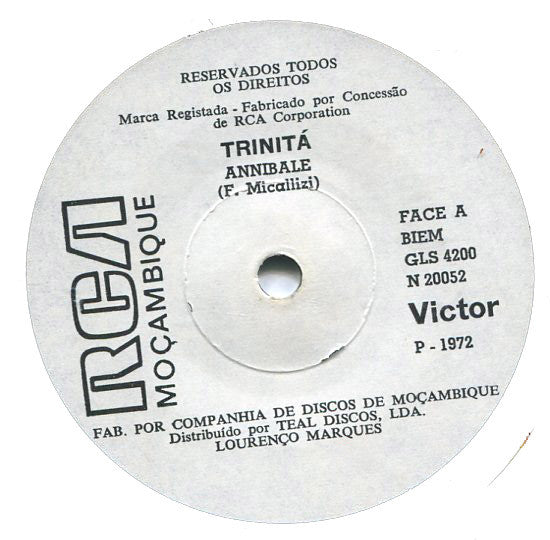 RESERVADOS TODOS
OS DIREITOS
Marca Registada - Fabricado por Concessão
de RCA Corporation
TRINITÁ
ANNIBALE
(F. Micailizi)
RCA
MOÇAMBIQUE
FACE A
BIEM
GLS 4200
N 20052
Victor
P - 1972
FAB. POR COMPANHIA DE DISCOS DE MOÇAMBIQUE
Distribuído por TEAL DISCOS, LDA.
LOURENÇO MARQUES